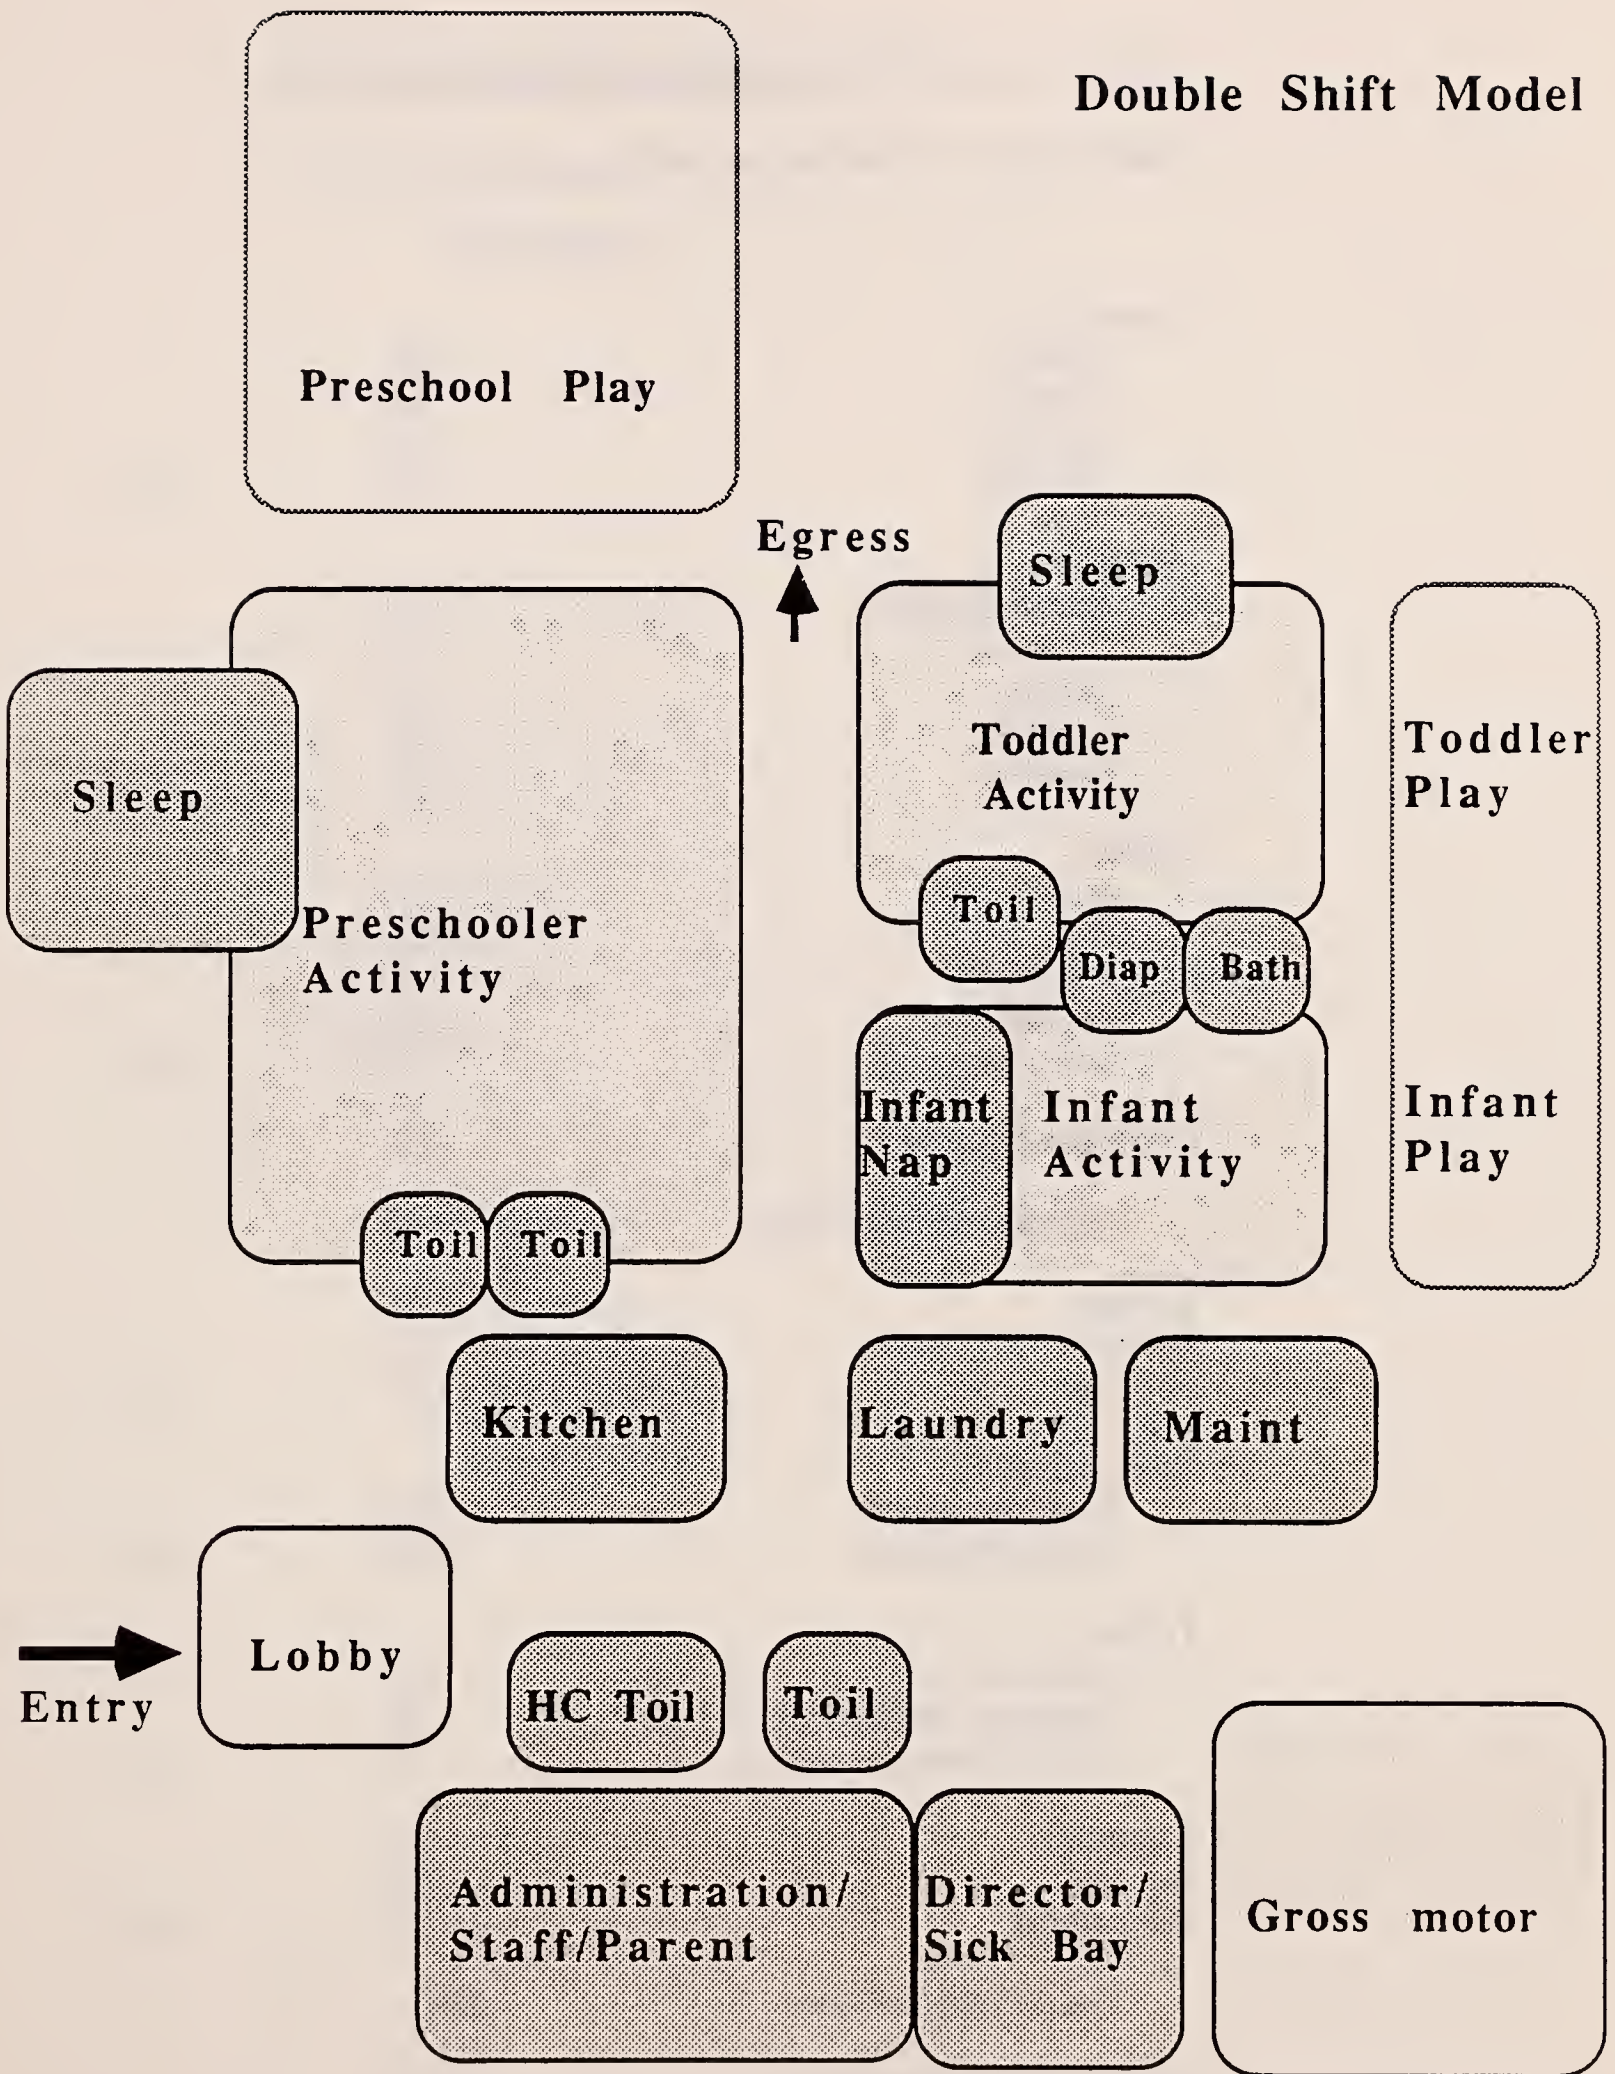 Double Shift Model
Preschool Play
Egress
Sleep
Toddler
Activity
Toddler
Play
Sleep
Preschooler
Activity
Toil
Diap
Bath
Infant
Nap
Infant
Activity
Infant
Play
Toil
Toil
Kitchen
Laundry
Maint
Lobby
Entry
HC Toil
Toil
Administration/
Staff/Parent
Director/
Sick Bay
Gross motor